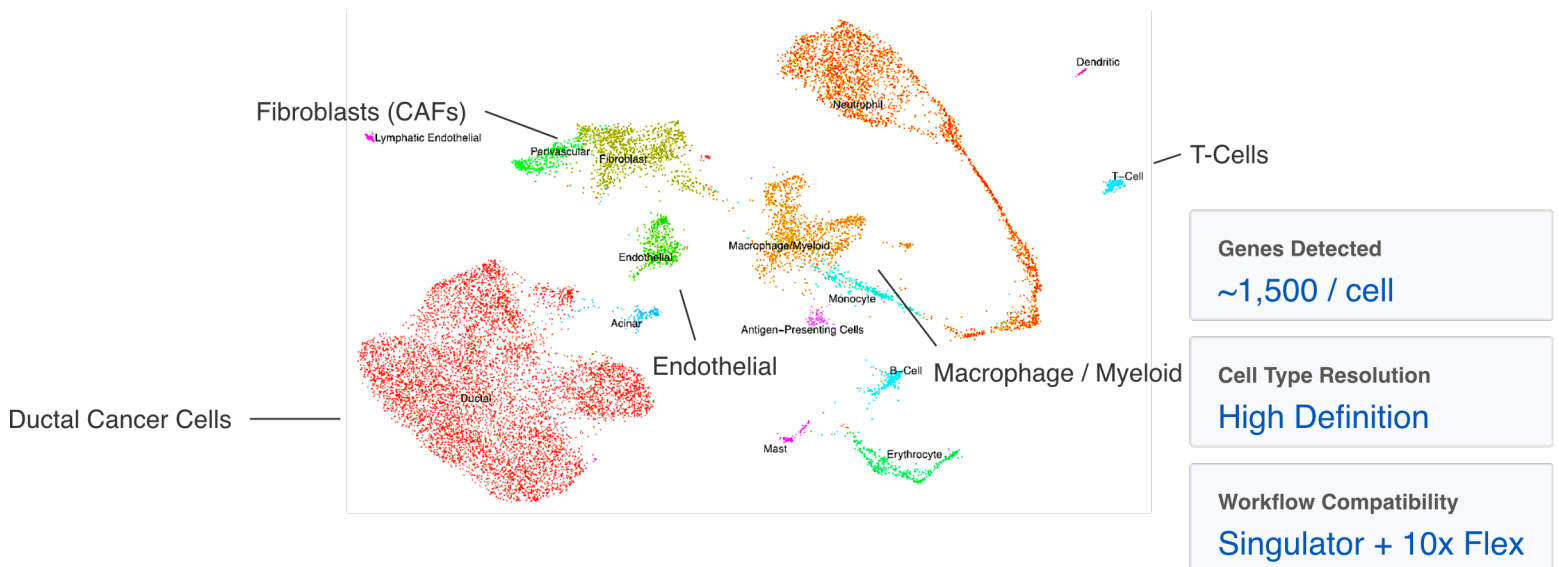 Dendritic
Neutrophil
Fibroblasts (CAFs)
Lymphatic Endothelial
Perivascular
Fibroblast
T-Cells
T-Cell
Genes Detected
~1,500 / cell
Macrophage/Myeloid
Endothelial
Monocyte
Acinar
Antigen-Presenting Cells
Endothelial
B-Cell
Macrophage / Myeloid
Cell Type Resolution
High Definition
Ductal
Ductal Cancer Cells
Mast
Erythrocyte
Workflow Compatibility
Singulator + 10x Flex